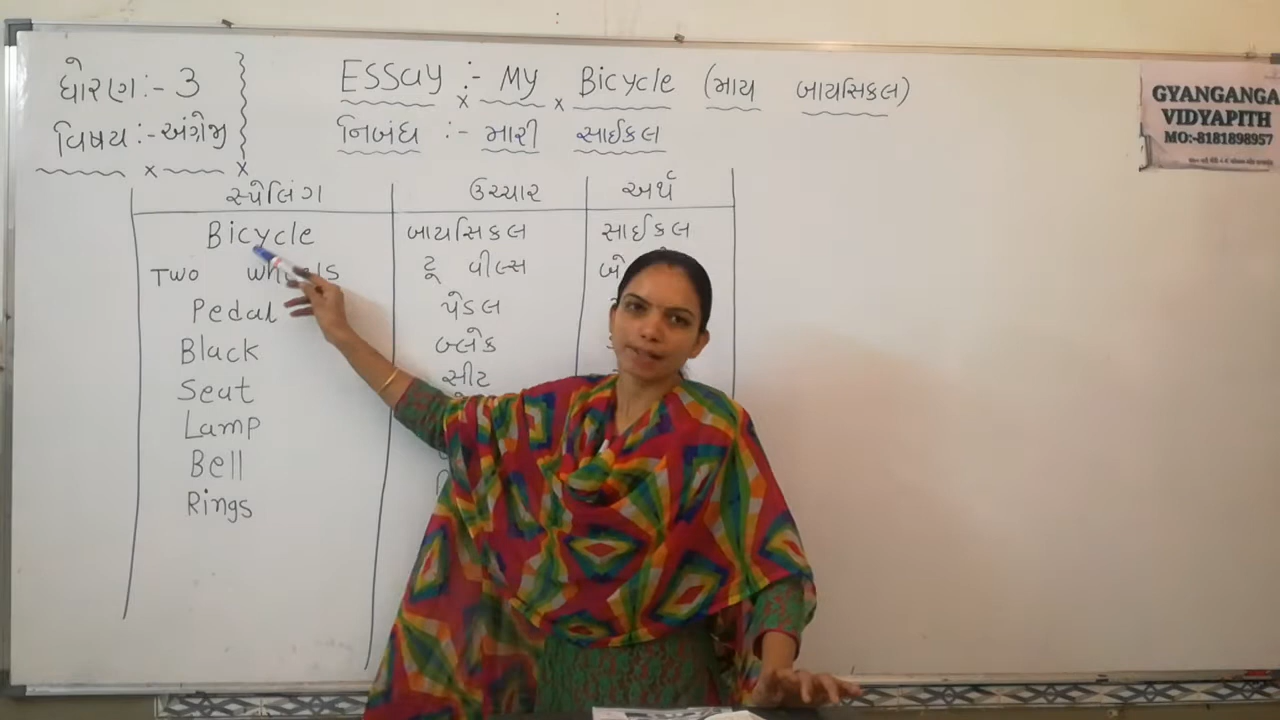 ધોરણ:- 3
વિષય:- અંગ્રેજી
ESSAY :- My Bicycle (માય બાયસિકલ)
નિબંધ :- મારી સાઈકલ
સ્પેલિંગ ઉચ્ચાર અર્થ
Bicycle બાયસિકલ સાઈકલ
Two wheels ટૂ વીલ્સ
Pedal પેડલ
Black બ્લેક
Seat સીટ
Lamp
Bell
Rings
GYANGANGA
VIDYAPITH
MO:-8181898957